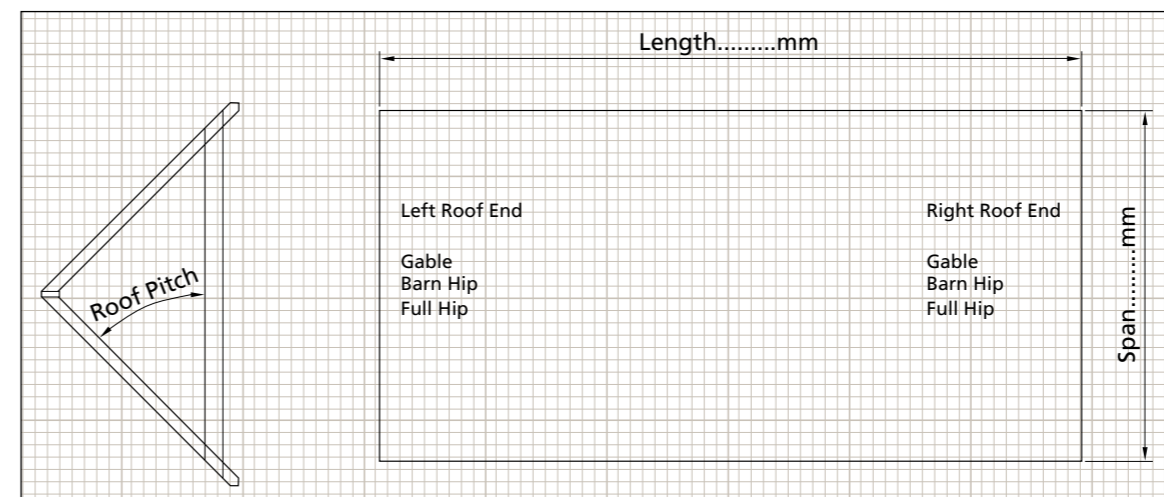 Length.........mm
Roof Pitch
Left Roof End
Gable
Barn Hip
Full Hip
Right Roof End
Gable
Barn Hip
Full Hip
Span.........mm